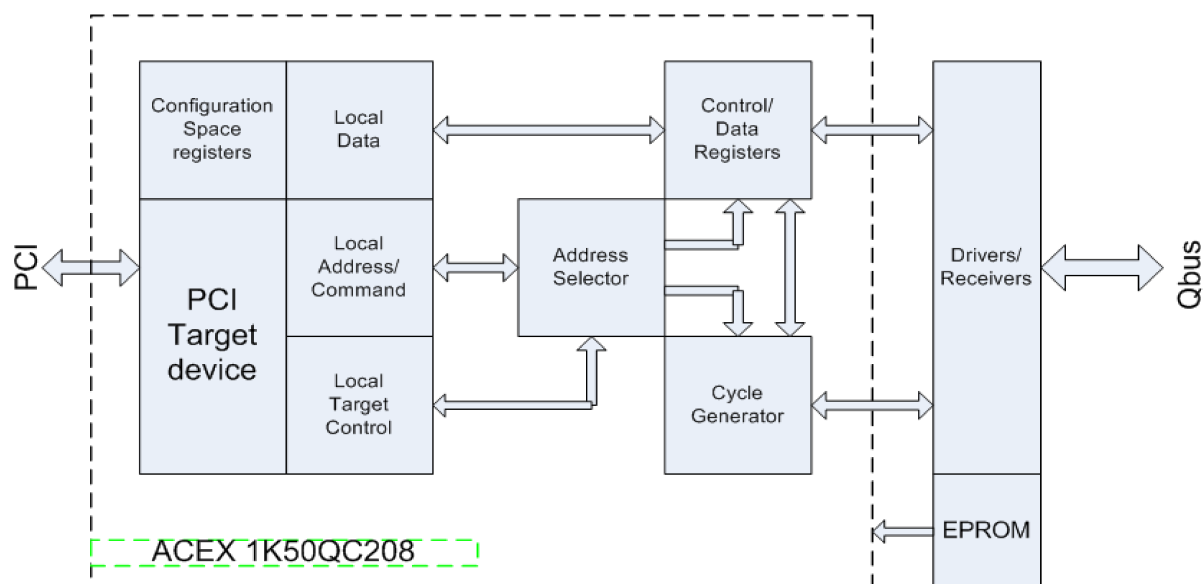 Configuration
Space
registers
Local
Data
Control/
Data
Registers
PCI
PCI
Target
device
Local
Address/
Command
Address
Selector
Drivers/
Receivers
Qbus
Local
Target
Control
Cycle
Generator
EPROM
ACEX 1K50QC208